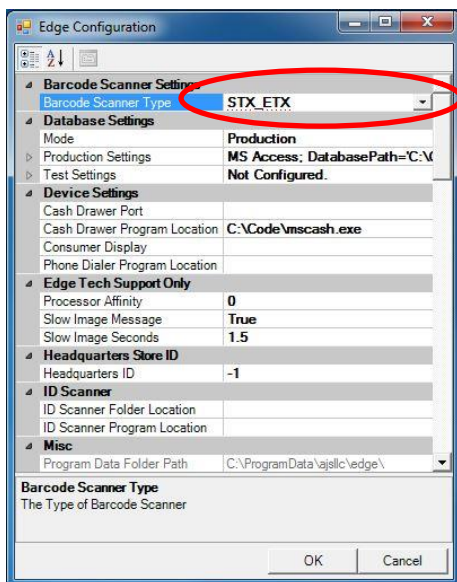 Edge Configuration
Barcode Scanner Settings
Barcode Scanner Type STX_ETX
Database Settings
Mode Production
Production Settings MS Access; DatabasePath='C:\
Test Settings Not Configured.
Device Settings
Cash Drawer Port
Cash Drawer Program Location C:\Code\mscash.exe
Consumer Display
Phone Dialer Program Location
Edge Tech Support Only
Processor Affinity 0
Slow Image Message True
Slow Image Seconds 1.5
Headquarters Store ID
Headquarters ID -1
ID Scanner
ID Scanner Folder Location
ID Scanner Program Location
Misc
Program Data Folder Path C:\ProgramData\ajsllc\edge\
Barcode Scanner Type
The Type of Barcode Scanner
OK Cancel